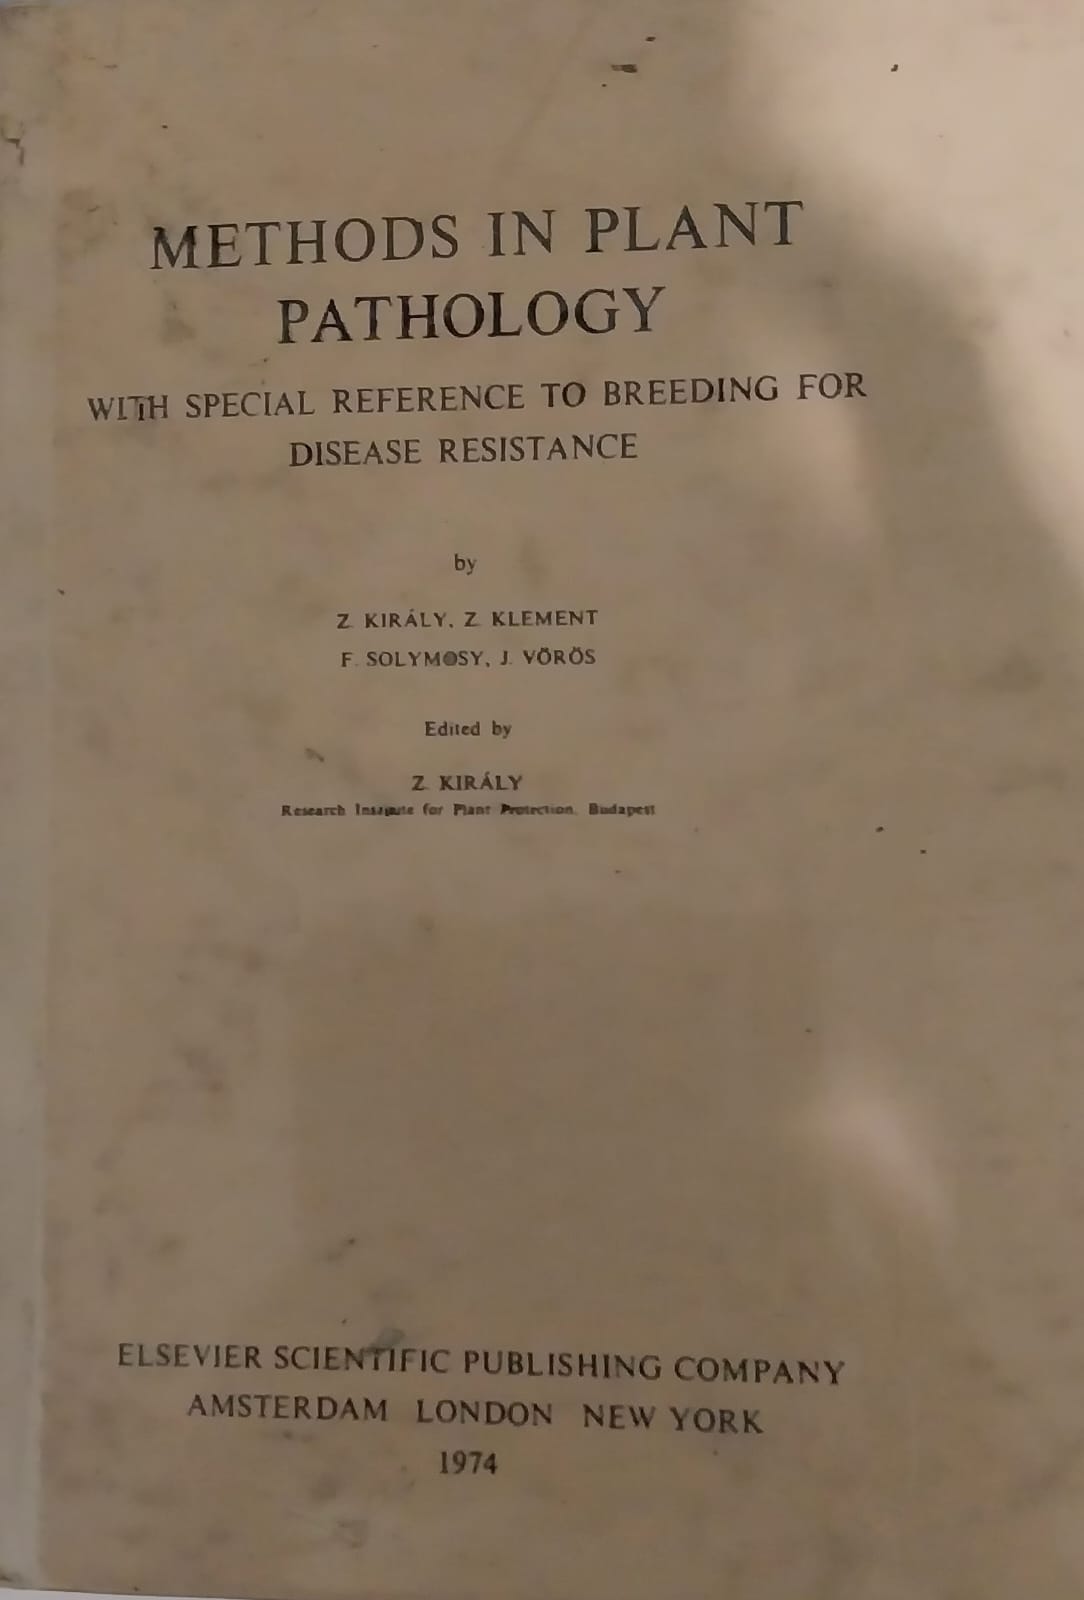 METHODS IN PLANT
PATHOLOGY
WITH SPECIAL REFERENCE TO BREEDING FOR
DISEASE RESISTANCE
by
Z. KIRÁLY, Z. KLEMENT
F. SOLYMOSY, J. VÖRÖS
Edited by
Z. KIRÁLY
Research Institute for Plant Protection, Budapest
ELSEVIER SCIENTIFIC PUBLISHING COMPANY
AMSTERDAM LONDON NEW YORK
1974